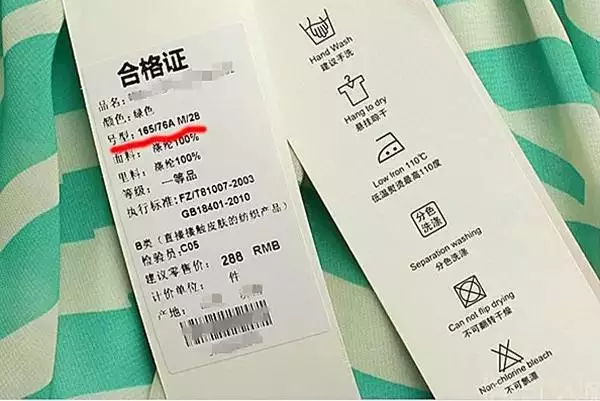 合格证
品名:
颜色: 绿色
号型: 165/76A M/28
面料: 涤纶100%
里料: 涤纶100%
等级: 一等品
执行标准: FZ/T81007-2003
GB18401-2010
B类 (直接接触皮肤的纺织产品)
检验员:C05
建议零售价: 288 RMB
计价单位: 件
产地:
Hand Wash
建议手洗
Hang to dry
悬挂晾干
Low Iron 110℃
低温熨烫最高110度
分色
洗涤
Separation washing
分色洗涤
Can not flip drying
不可翻转干燥
Non-chlorine bleach
不可氯漂